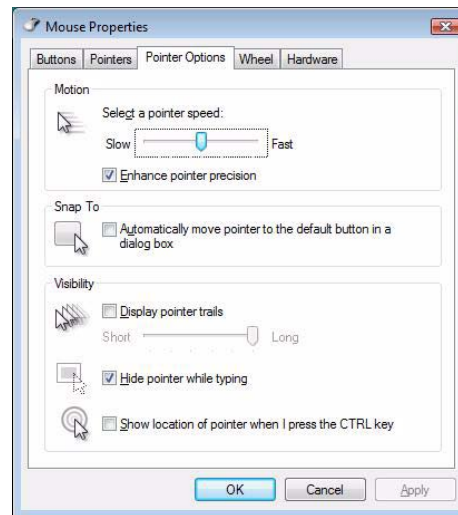 Mouse Properties
Buttons Pointers Pointer Options Wheel Hardware
Motion
Select a pointer speed:
Slow Fast
Enhance pointer precision
Snap To
Automatically move pointer to the default button in a
dialog box
Visibility
Display pointer trails
Short Long
Hide pointer while typing
Show location of pointer when I press the CTRL key
OK Cancel Apply